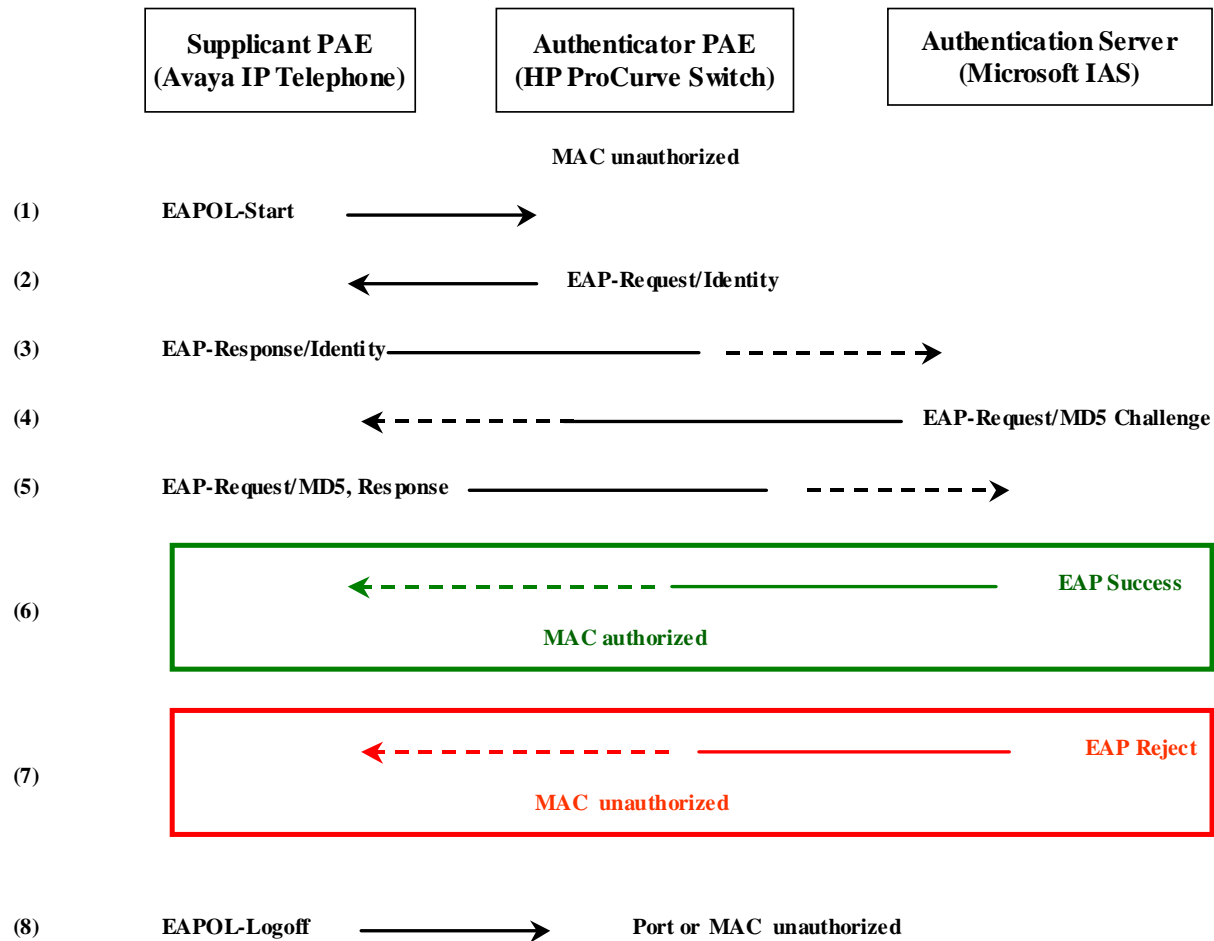 Supplicant PAE
(Avaya IP Telephone)
Authenticator PAE
(HP ProCurve Switch)
Authentication Server
(Microsoft IAS)
MAC unauthorized
(1) EAPOL-Start
(2) EAP-Request/Identity
(3) EAP-Response/Identity
(4) EAP-Request/MD5 Challenge
(5) EAP-Request/MD5, Response
EAP Success
(6)
MAC authorized
EAP Reject
(7)
MAC unauthorized
(8) EAPOL-Logoff Port or MAC unauthorized